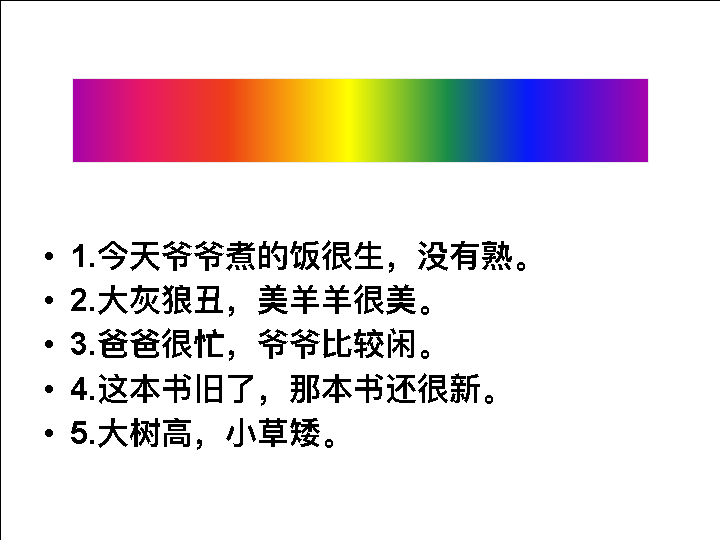 • 1.今天爷爷煮的饭很生，没有熟。
• 2.大灰狼丑，美羊羊很美。
• 3.爸爸很忙，爷爷比较闲。
• 4.这本书旧了，那本书还很新。
• 5.大树高，小草矮。